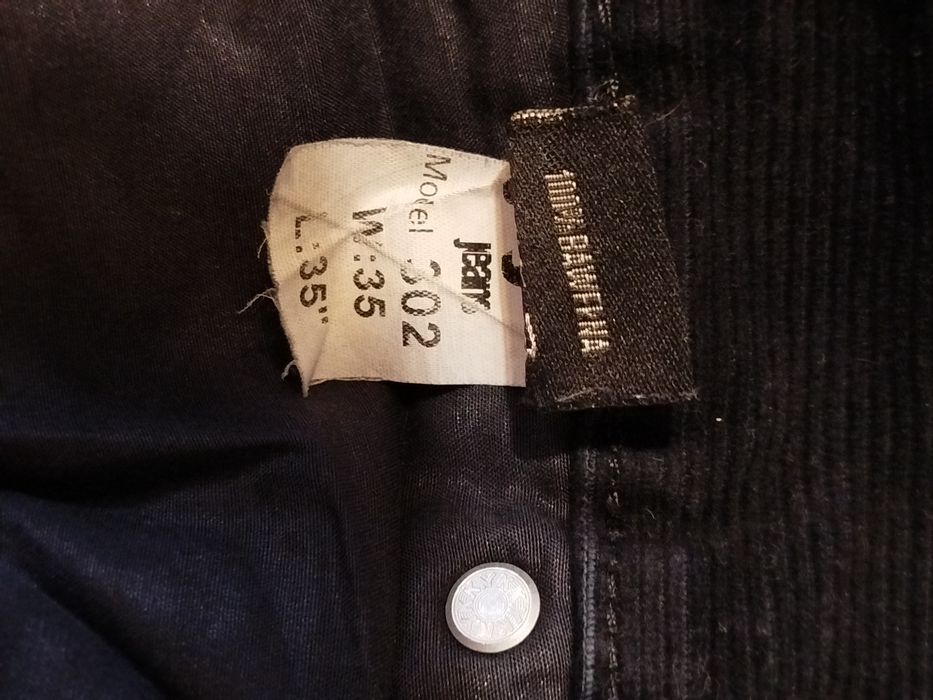 100% BAWEŁNA
Jeans
Model 302
W:35
L:35"